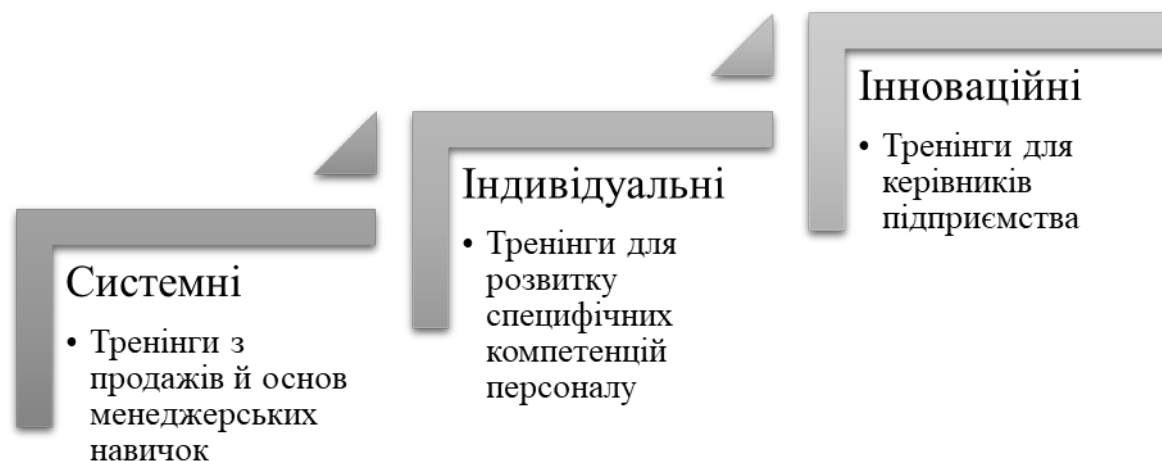 Системні
• Тренінги з
продажів й основ
менеджерських
навичок
Індивідуальні
• Тренінги для
розвитку
специфічних
компетенцій
персоналу
Інноваційні
• Тренінги для
керівників
підприємства